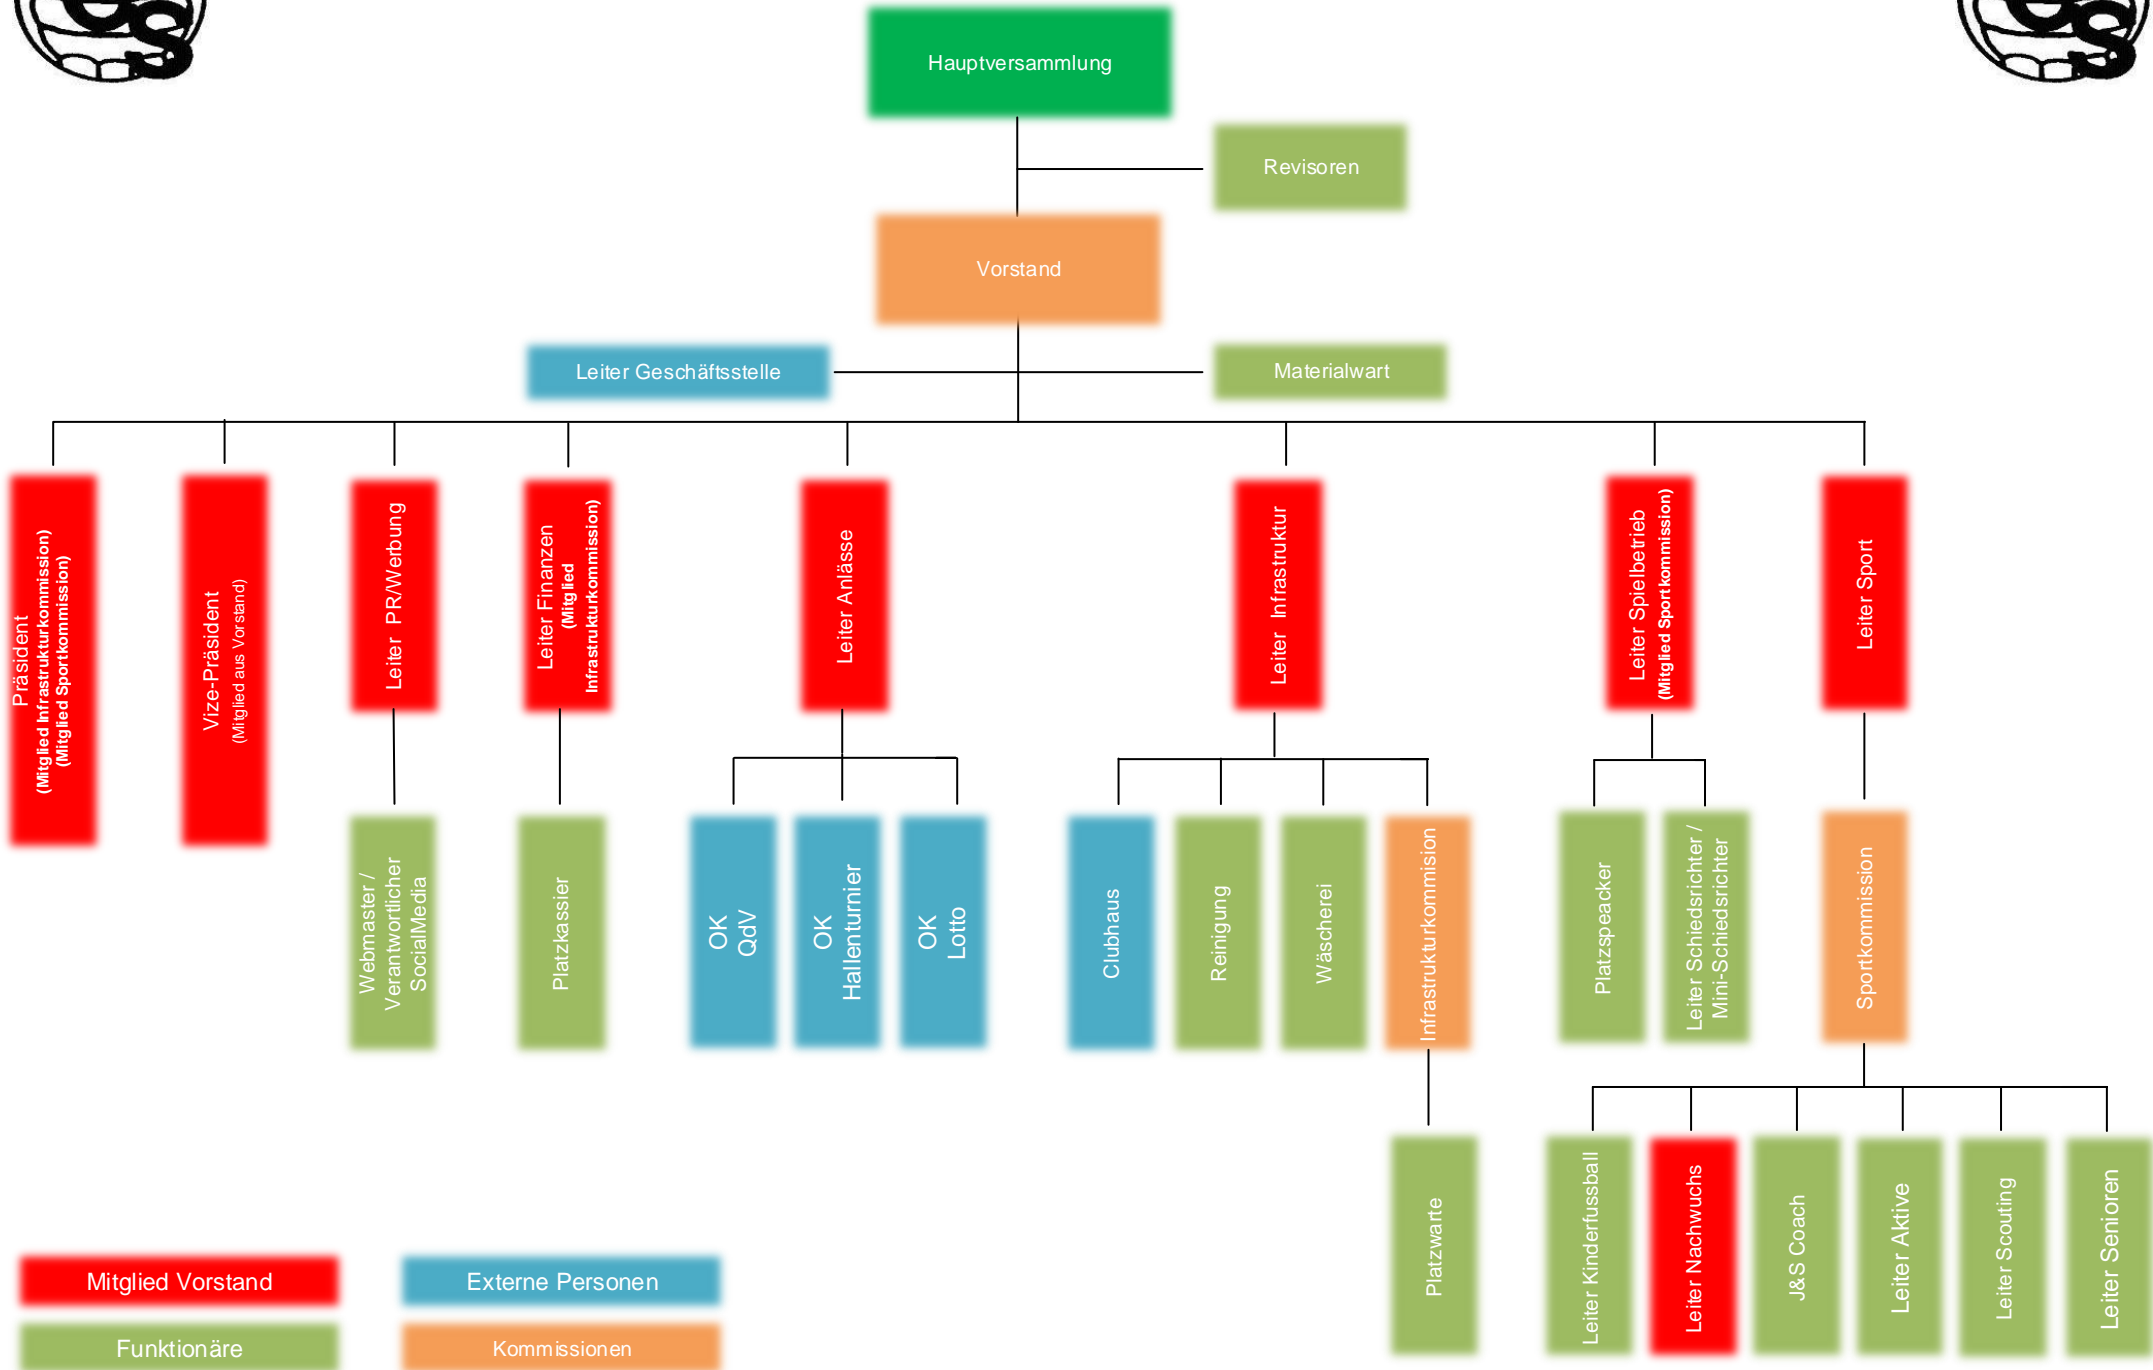 Hauptversammlung
Revisoren
Vorstand
Leiter Geschäftsstelle
Materialwart
Präsident
(Mitglied Infrastrukturkommission)
(Mitglied Sportkommission)
Vize-Präsident
(Mitglied aus Vorstand)
Leiter PR/Werbung
Leiter Finanzen
(Mitglied
Infrastrukturkommission)
Leiter Anlässe
Leiter Infrastruktur
Leiter Spielbetrieb
(Mitglied Sportkommission)
Leiter Sport
Webmaster /
Verantwortlicher
SocialMedia
Platzkassier
OK
QdV
OK
Hallenturnier
OK
Lotto
Clubhaus
Reinigung
Wäscherei
Infrastrukturkommision
Platzspeacker
Leiter Schiedsrichter /
Mini-Schiedsrichter
Sportkommission
Platzwarte
Leiter Kinderfussball
Leiter Nachwuchs
J&S Coach
Leiter Aktive
Leiter Scouting
Leiter Senioren
Mitglied Vorstand
Externe Personen
Funktionäre
Kommissionen